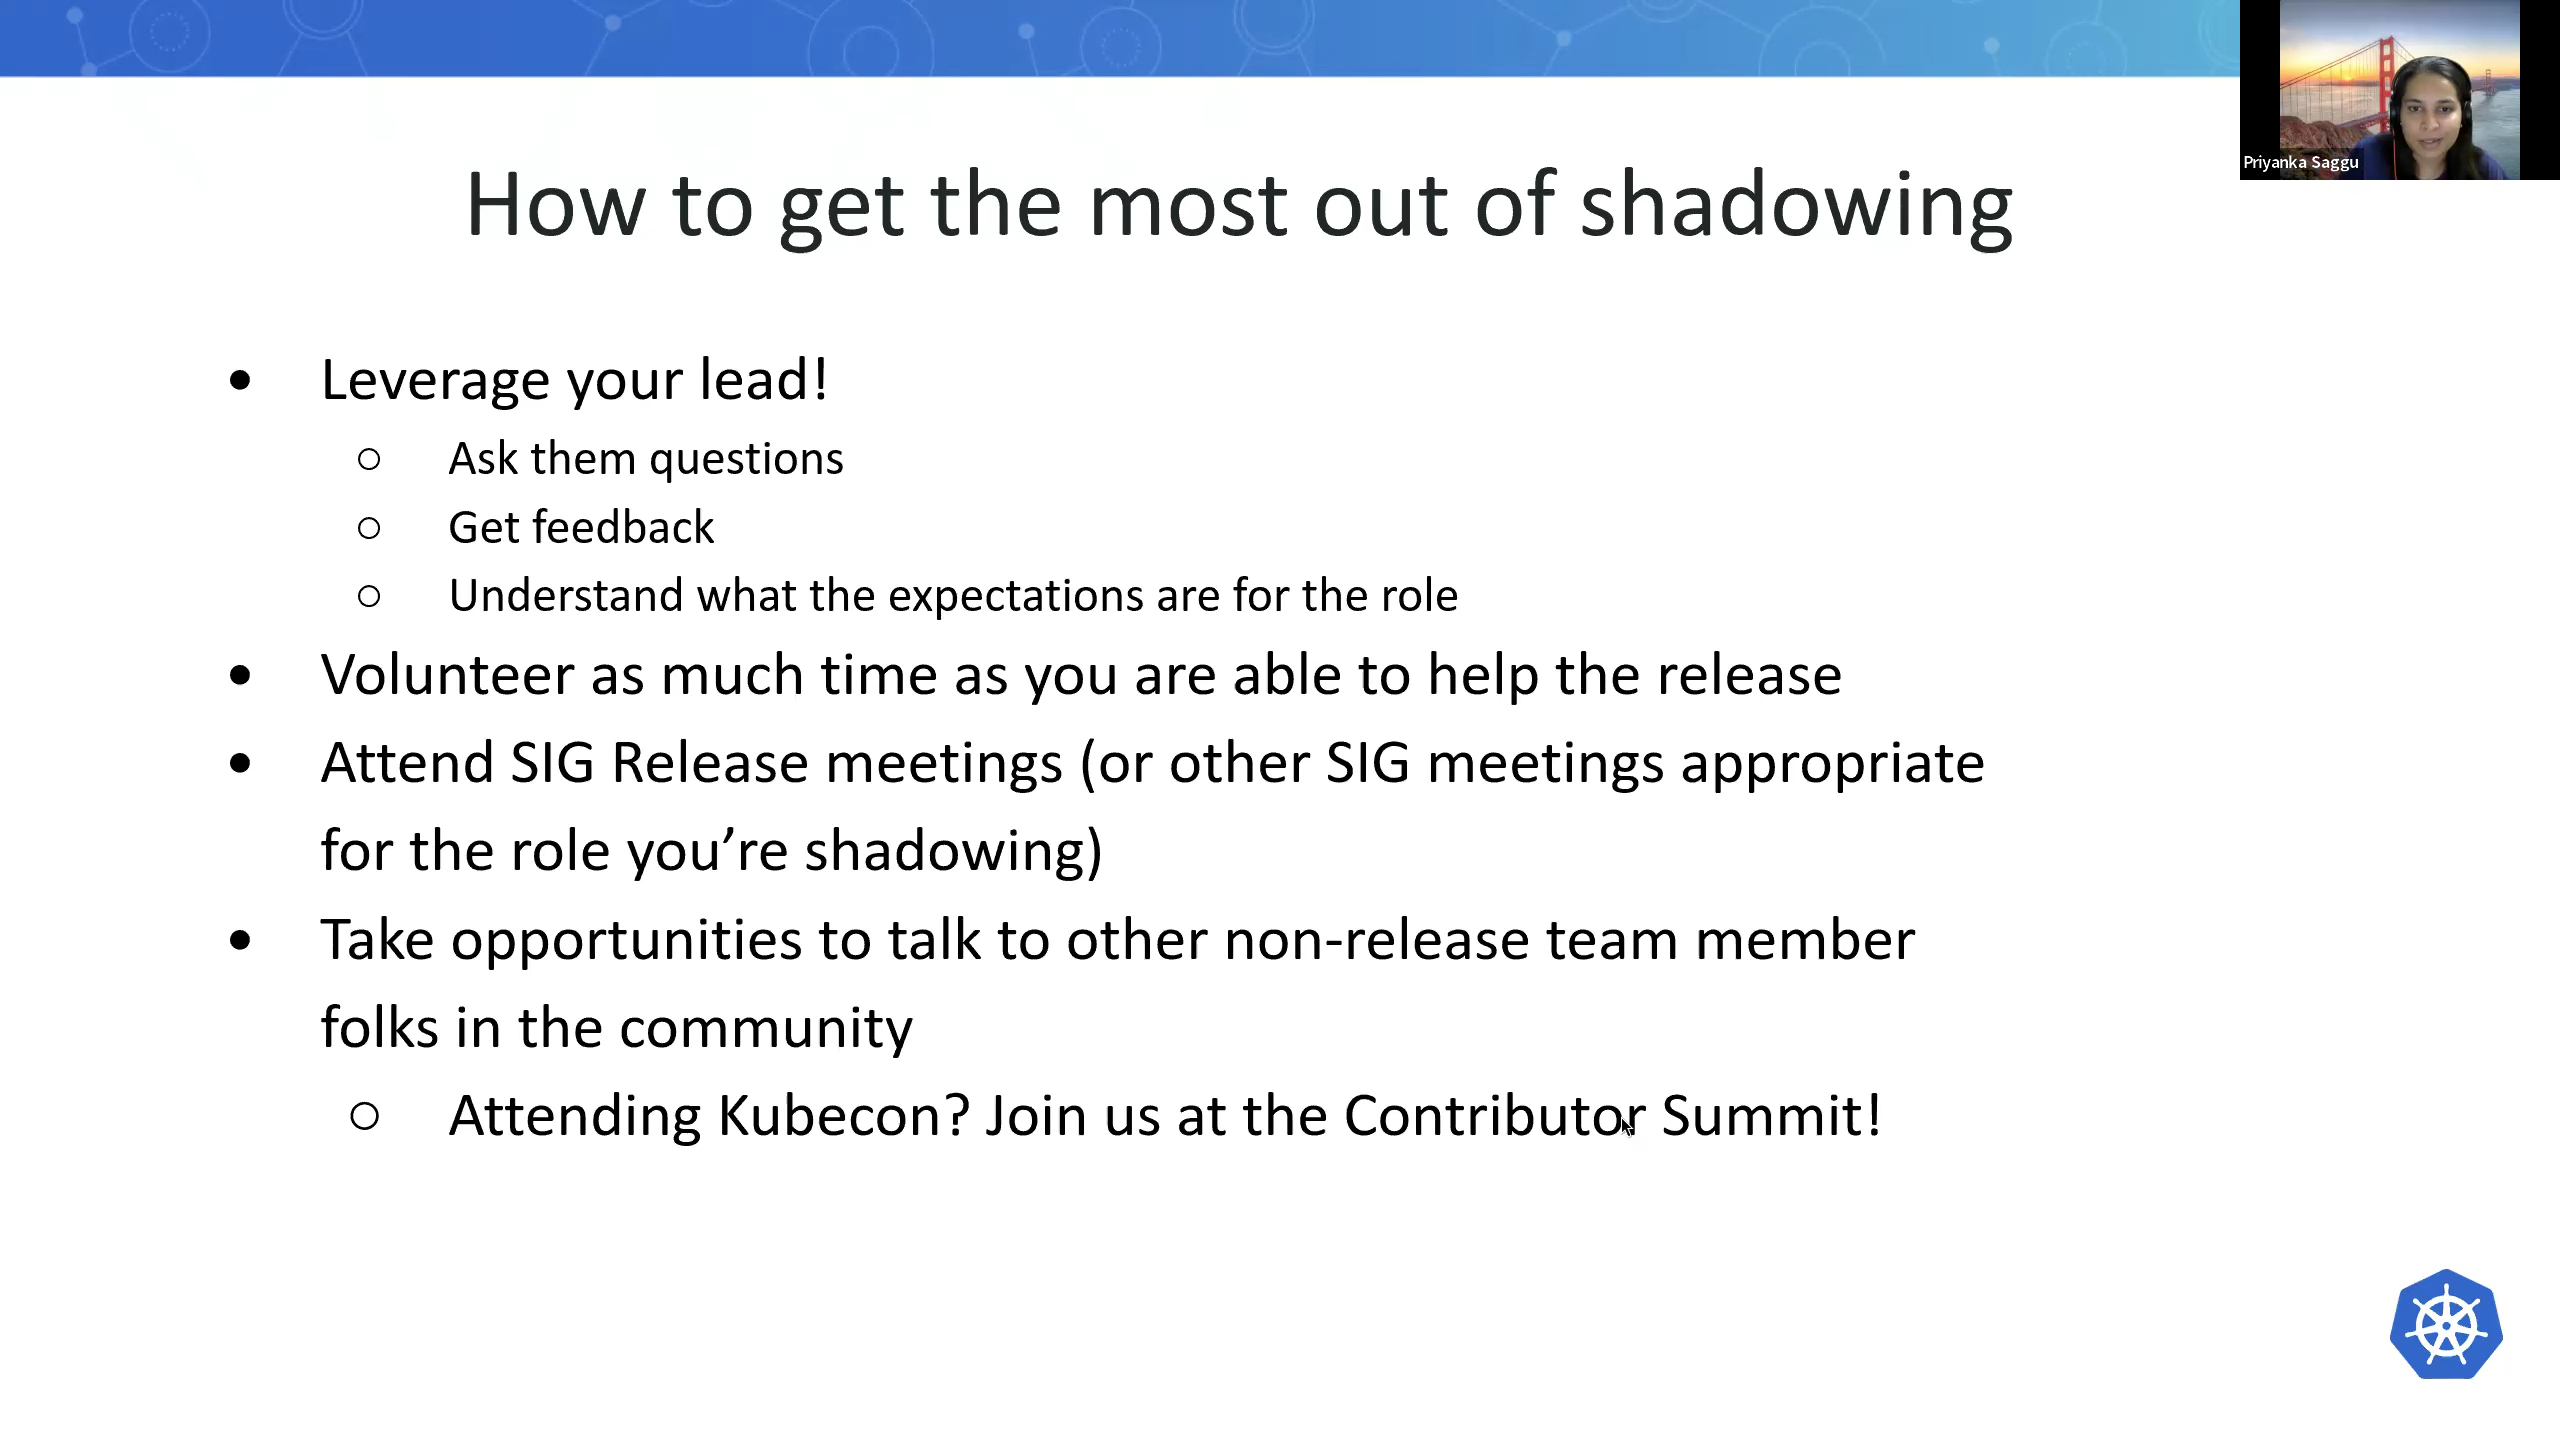 How to get the most out of shadowing
Priyanka Saggu
• Leverage your lead!
○ Ask them questions
○ Get feedback
○ Understand what the expectations are for the role
• Volunteer as much time as you are able to help the release
• Attend SIG Release meetings (or other SIG meetings appropriate
for the role you’re shadowing)
• Take opportunities to talk to other non-release team member
folks in the community
○ Attending Kubecon? Join us at the Contributor Summit!